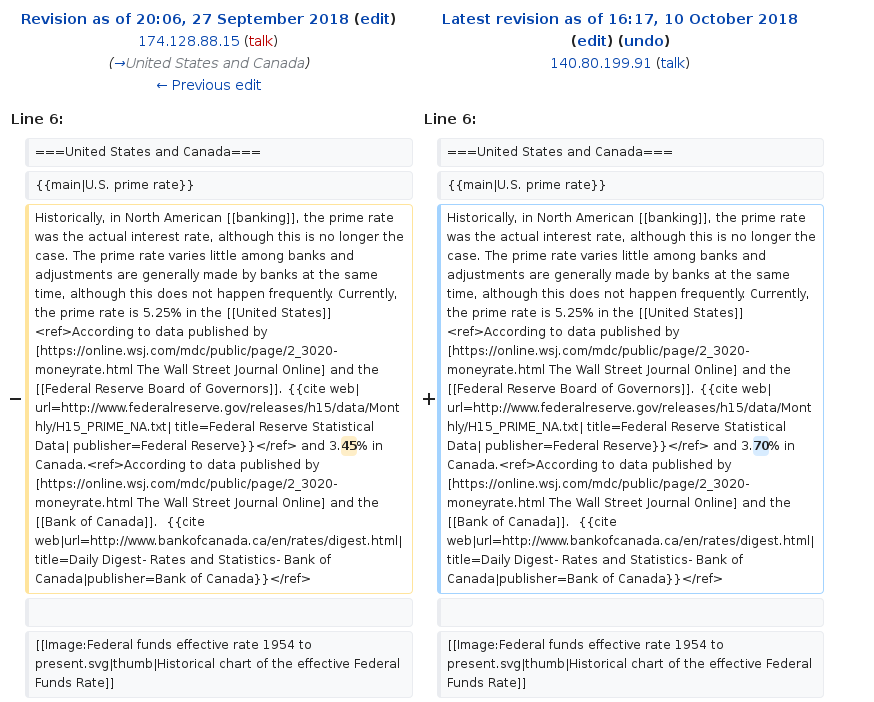 Revision as of 20:06, 27 September 2018 (edit)
174.128.88.15 (talk)
(→United States and Canada)
← Previous edit
Latest revision as of 16:17, 10 October 2018
(edit) (undo)
140.80.199.91 (talk)
Line 6:
Line 6:
===United States and Canada===
===United States and Canada===
{{main|U.S. prime rate}}
{{main|U.S. prime rate}}
−
Historically, in North American [[banking]], the prime rate
was the actual interest rate, although this is no longer the
case. The prime rate varies little among banks and
adjustments are generally made by banks at the same
time, although this does not happen frequently. Currently,
the prime rate is 5.25% in the [[United States]]
<ref>According to data published by
[https://online.wsj.com/mdc/public/page/2_3020-
moneyrate.html The Wall Street Journal Online] and the
[[Federal Reserve Board of Governors]]. {{cite web|
url=http://www.federalreserve.gov/releases/h15/data/Mont
hly/H15_PRIME_NA.txt| title=Federal Reserve Statistical
Data| publisher=Federal Reserve}}</ref> and 3.45% in
Canada.<ref>According to data published by
[https://online.wsj.com/mdc/public/page/2_3020-
moneyrate.html The Wall Street Journal Online] and the
[[Bank of Canada]].  {{cite
web|url=http://www.bankofcanada.ca/en/rates/digest.html|
title=Daily Digest- Rates and Statistics- Bank of
Canada|publisher=Bank of Canada}}</ref>
+
Historically, in North American [[banking]], the prime rate
was the actual interest rate, although this is no longer the
case. The prime rate varies little among banks and
adjustments are generally made by banks at the same
time, although this does not happen frequently. Currently,
the prime rate is 5.25% in the [[United States]]
<ref>According to data published by
[https://online.wsj.com/mdc/public/page/2_3020-
moneyrate.html The Wall Street Journal Online] and the
[[Federal Reserve Board of Governors]]. {{cite web|
url=http://www.federalreserve.gov/releases/h15/data/Mont
hly/H15_PRIME_NA.txt| title=Federal Reserve Statistical
Data| publisher=Federal Reserve}}</ref> and 3.70% in
Canada.<ref>According to data published by
[https://online.wsj.com/mdc/public/page/2_3020-
moneyrate.html The Wall Street Journal Online] and the
[[Bank of Canada]].  {{cite
web|url=http://www.bankofcanada.ca/en/rates/digest.html|
title=Daily Digest- Rates and Statistics- Bank of
Canada|publisher=Bank of Canada}}</ref>
[[Image:Federal funds effective rate 1954 to
present.svg|thumb|Historical chart of the effective Federal
Funds Rate]]
[[Image:Federal funds effective rate 1954 to
present.svg|thumb|Historical chart of the effective Federal
Funds Rate]]